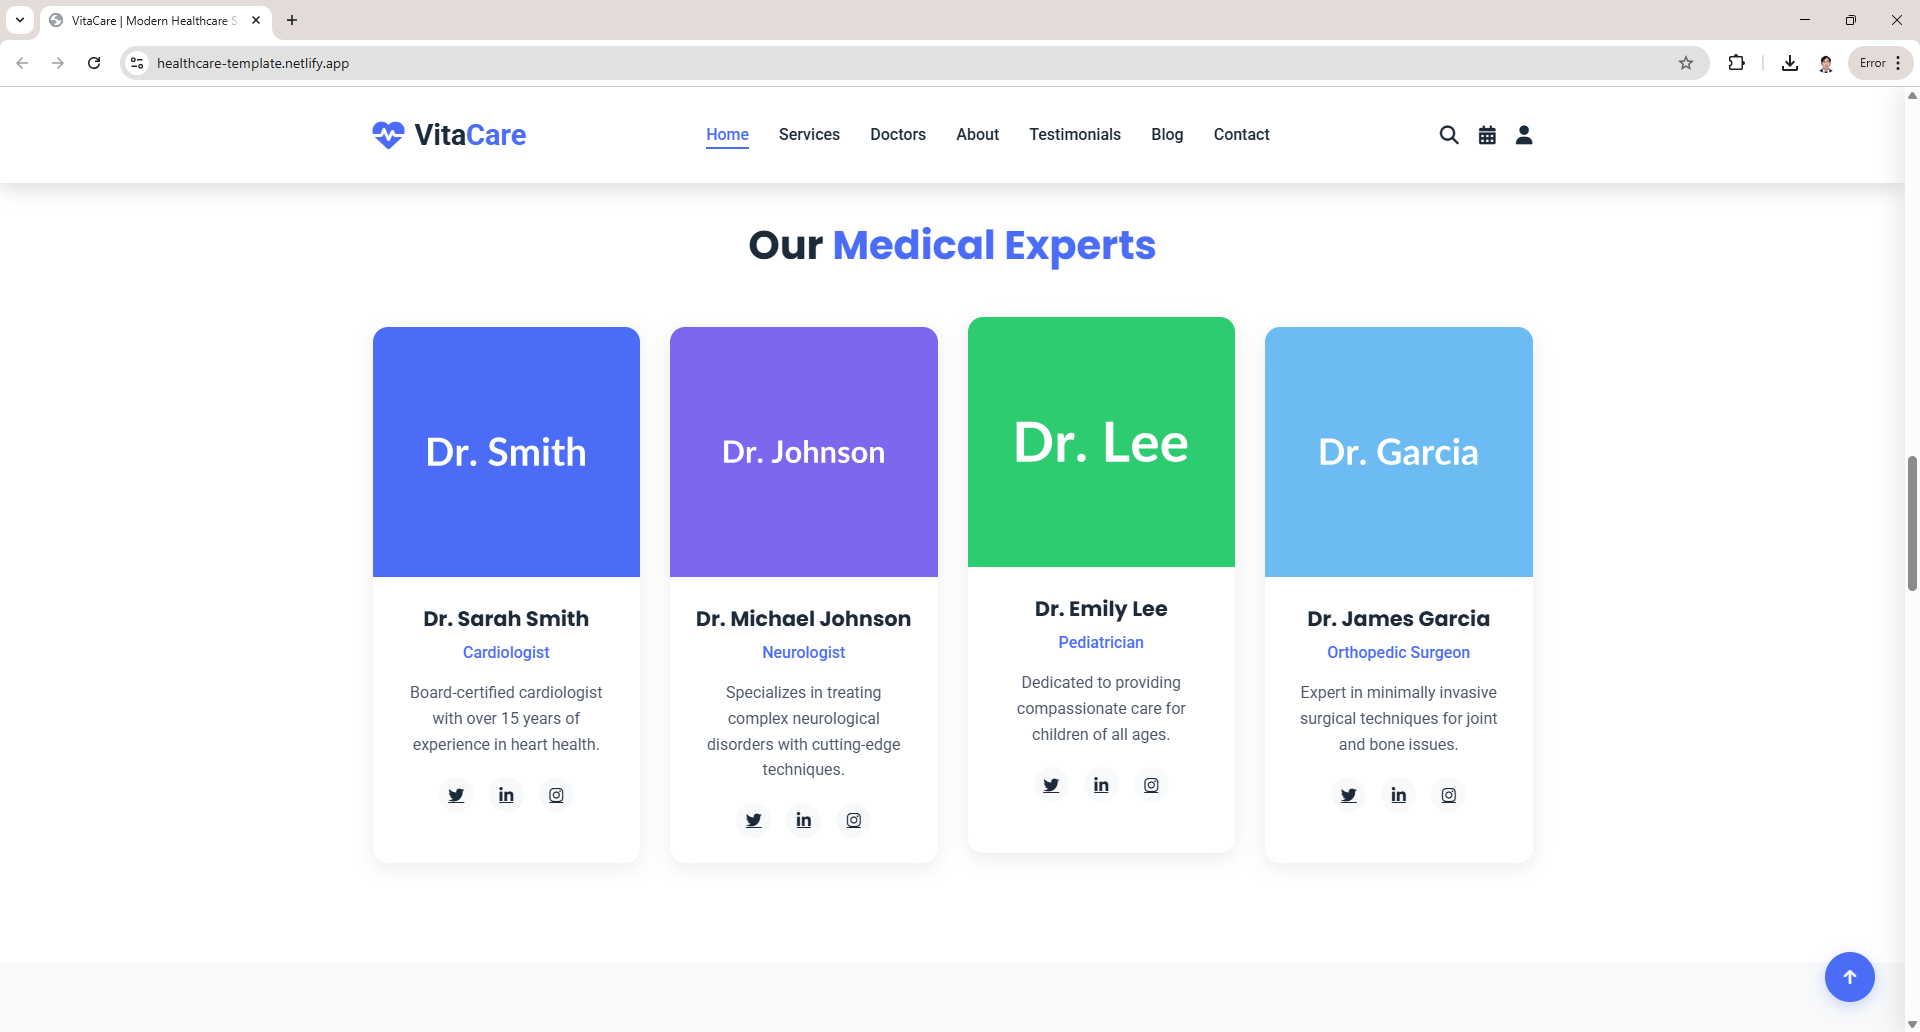 VitaCare | Modern Healthcare S
healthcare-template.netlify.app
Error
VitaCare
Home
Services
Doctors
About
Testimonials
Blog
Contact
Our Medical Experts
Dr. Smith
Dr. Sarah Smith
Cardiologist
Board-certified cardiologist
with over 15 years of
experience in heart health.
Dr. Johnson
Dr. Michael Johnson
Neurologist
Specializes in treating
complex neurological
disorders with cutting-edge
techniques.
Dr. Lee
Dr. Emily Lee
Pediatrician
Dedicated to providing
compassionate care for
children of all ages.
Dr. Garcia
Dr. James Garcia
Orthopedic Surgeon
Expert in minimally invasive
surgical techniques for joint
and bone issues.